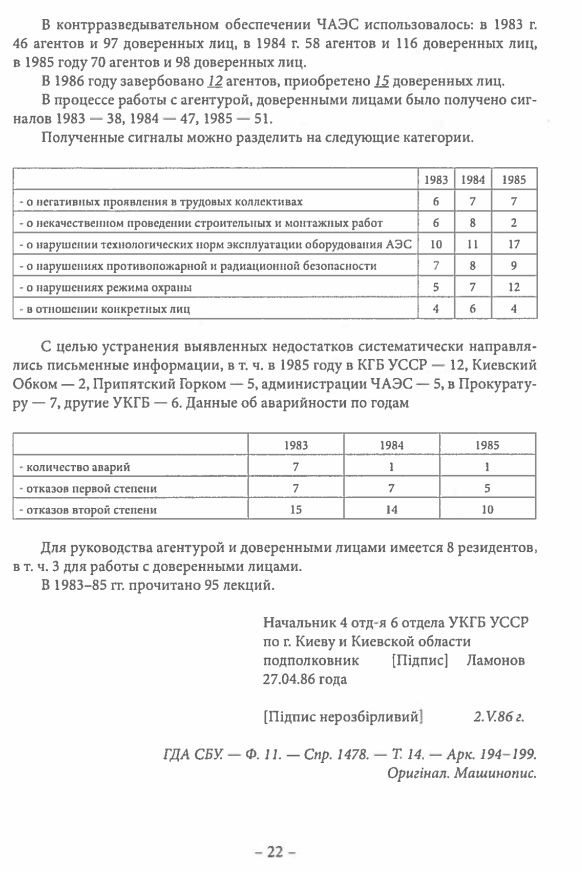 В контрразведывательном обеспечении ЧАЭС использовалось: в 1983 г.
46 агентов и 97 доверенных лиц, в 1984 г. 58 агентов и 116 доверенных лиц,
в 1985 году 70 агентов и 98 доверенных лиц.
В 1986 году завербовано 12 агентов, приобретено 15 доверенных лиц.
В процессе работы с агентурой, доверенными лицами было получено сиг-
налов 1983 — 38, 1984 — 47, 1985 — 51.
Полученные сигналы можно разделить на следующие категории.
1983 1984 1985
- о негативных проявления в трудовых коллективах 6 7 7
- о некачественном проведении строительных и монтажных работ 6 8 2
- о нарушении технологических норм эксплуатации оборудования АЭС 10 11 17
- о нарушениях противопожарной и радиационной безопасности 7 8 9
- о нарушениях режима охраны 5 7 12
- в отношении конкретных лиц 4 6 4
С целью устранения выявленных недостатков систематически направля-
лись письменные информации, в т. ч. в 1985 году в КГБ УССР — 12, Киевский
Обком — 2, Припятский Горком — 5, администрации ЧАЭС — 5, в Прокурату-
ру — 7, другие УКГБ — 6. Данные об аварийности по годам
1983 1984 1985
- количество аварий 7 1 1
- отказов первой степени 7 7 5
- отказов второй степени 15 14 10
Для руководства агентурой и доверенными лицами имеется 8 резидентов,
в т. ч. 3 для работы с доверенными лицами.
В 1983–85 гг. прочитано 95 лекций.
Начальник 4 отд-я 6 отдела УКГБ УССР
по г. Киеву и Киевской области
подполковник [Підпис] Ламонов
27.04.86 года
[Підпис нерозбірливий] 2.V.86 г.
ГДА СБУ. — Ф. 11. — Спр. 1478. — Т. 14. — Арк. 194–199.
Оригінал. Машинопис.
– 22 –